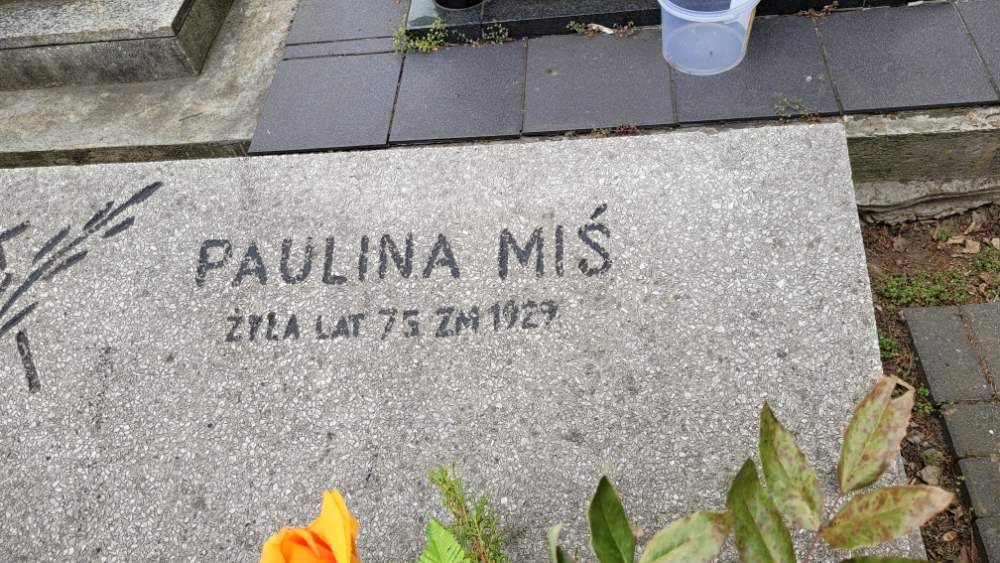 PAULINA MIŚ
ŻYŁA LAT 75 ZM 1927